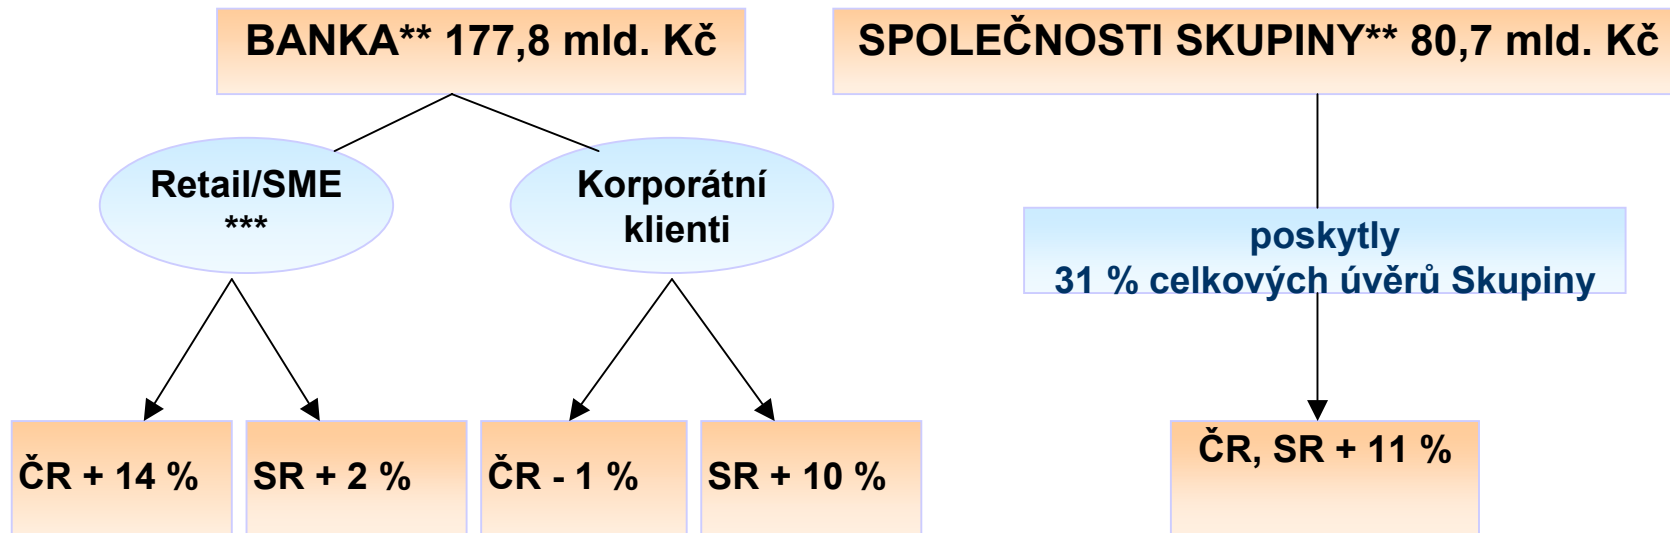 BANKA** 177,8 mld. Kč
SPOLEČNOSTI SKUPINY** 80,7 mld. Kč
Retail/SME
***
Korporátní
klienti
poskytly
31 % celkových úvěrů Skupiny
ČR + 14 %
SR + 2 %
ČR - 1 %
SR + 10 %
ČR, SR + 11 %